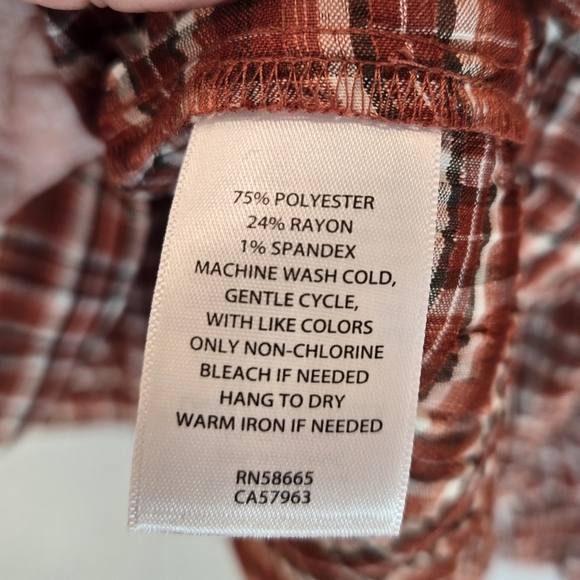 75% POLYESTER
24% RAYON
1% SPANDEX
MACHINE WASH COLD,
GENTLE CYCLE,
WITH LIKE COLORS
ONLY NON-CHLORINE
BLEACH IF NEEDED
HANG TO DRY
WARM IRON IF NEEDED
RN58665
CA57963